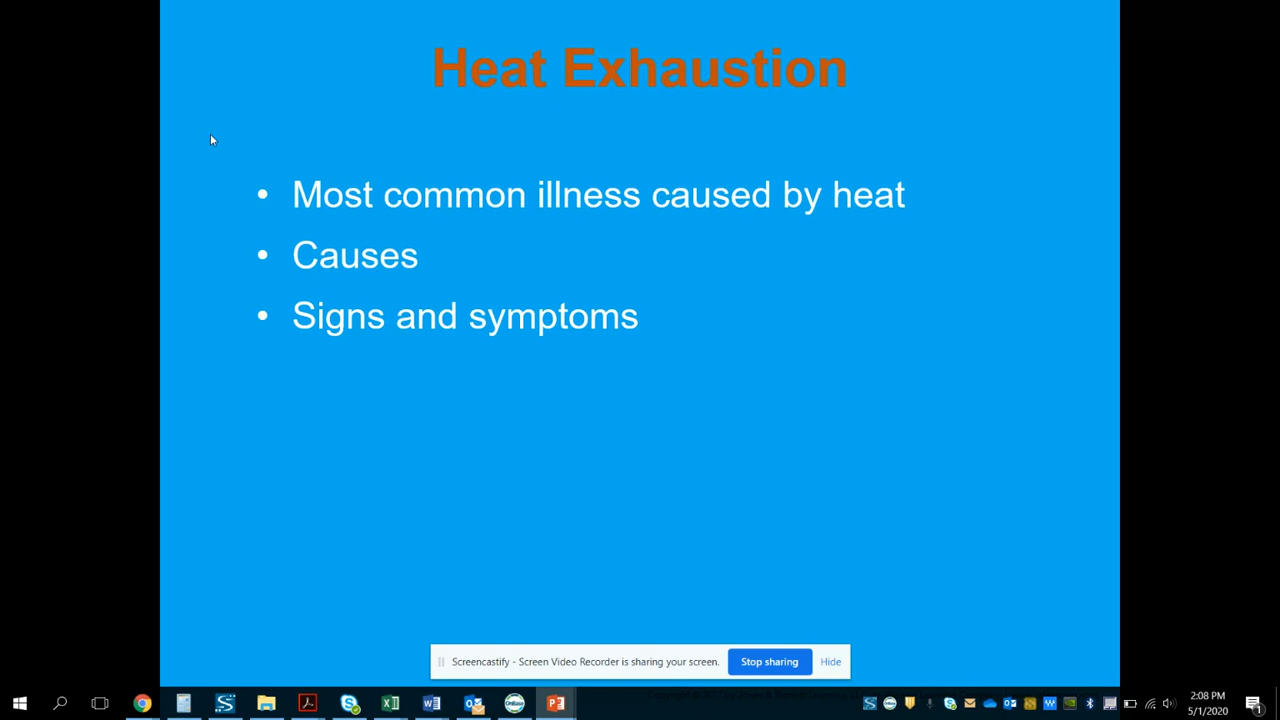 Heat Exhaustion
• Most common illness caused by heat
• Causes
• Signs and symptoms
Screencastify - Screen Video Recorder is sharing your screen.
Stop sharing
Hide
2:08 PM
5/1/2020